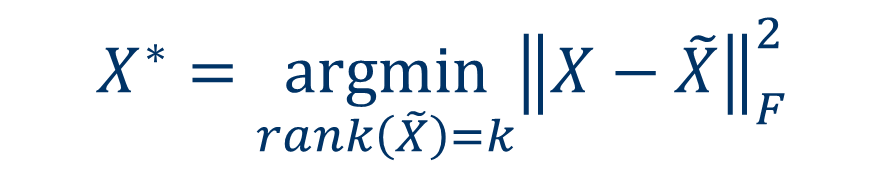 X* = argmin ‖X − X̃‖²_F
rank(X̃)=k